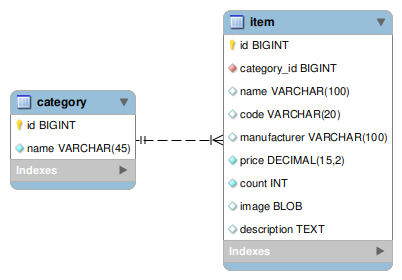 category
id BIGINT
name VARCHAR(45)
Indexes
item
id BIGINT
category_id BIGINT
name VARCHAR(100)
code VARCHAR(20)
manufacturer VARCHAR(100)
price DECIMAL(15,2)
count INT
image BLOB
description TEXT
Indexes